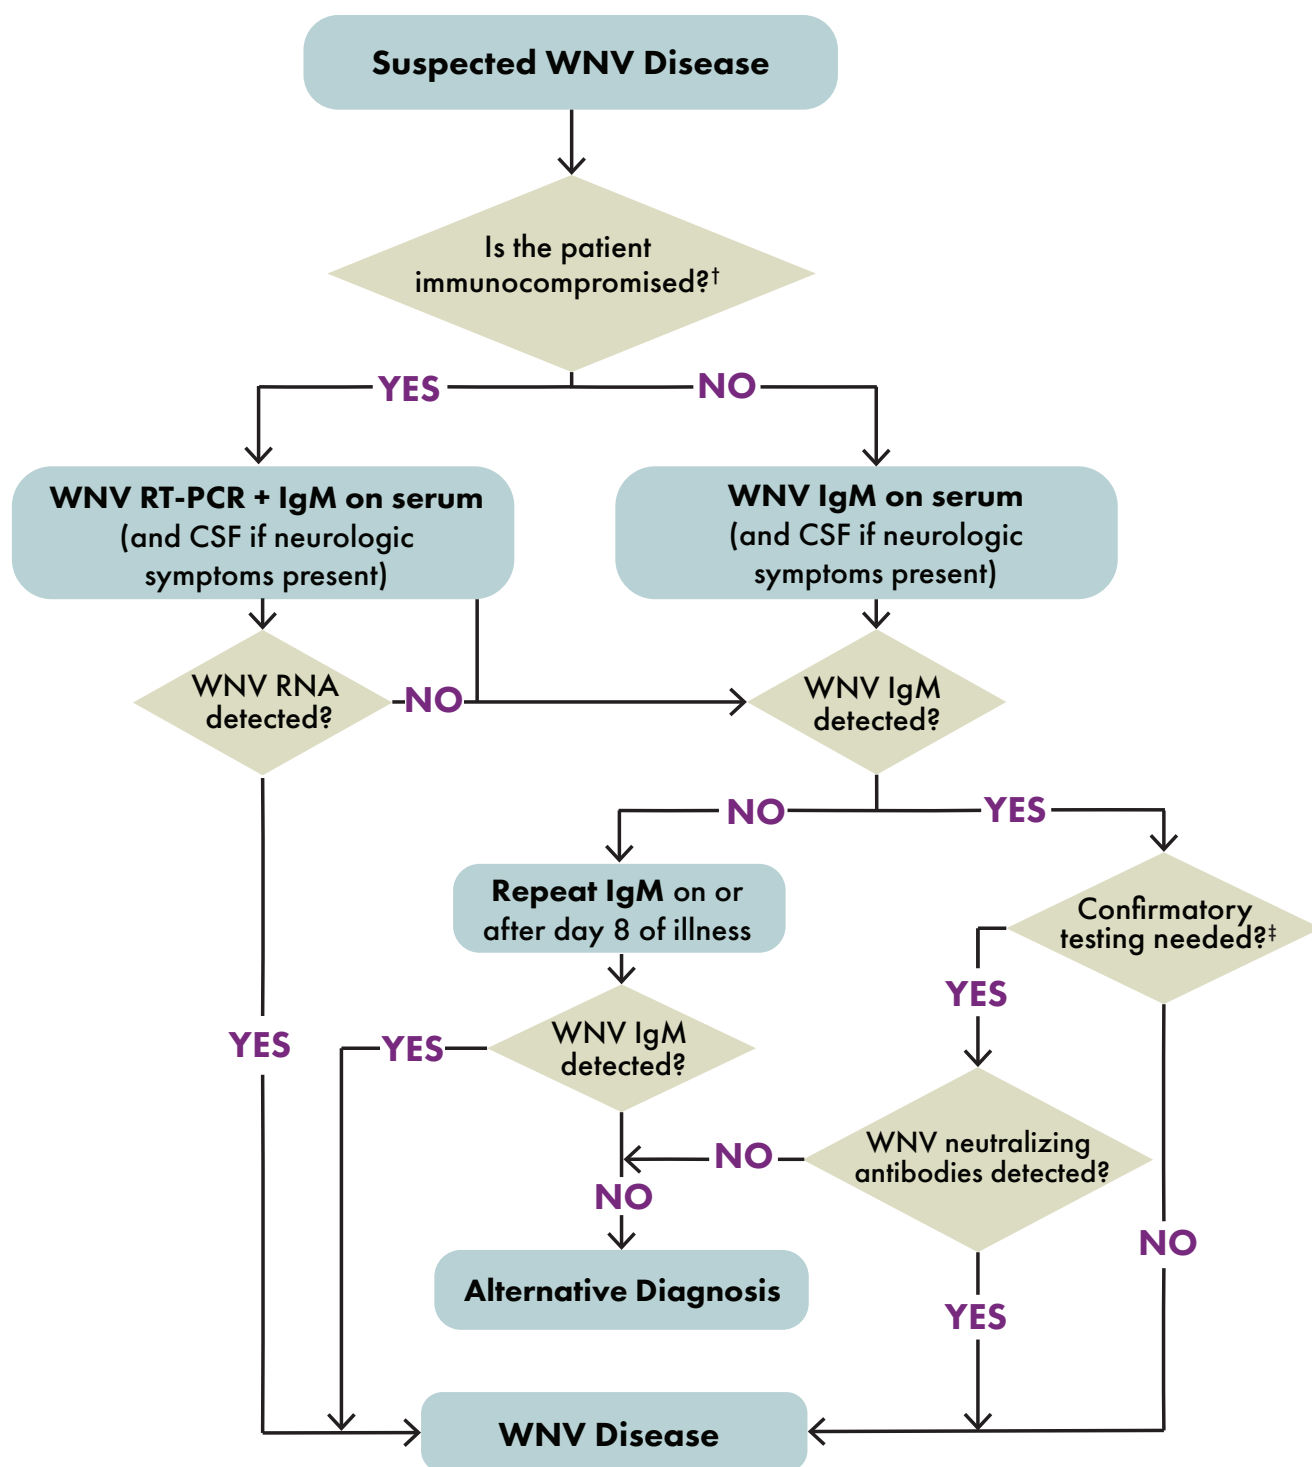 Suspected WNV Disease
Is the patient
immunocompromised?†
YES
NO
WNV RT-PCR + IgM on serum
(and CSF if neurologic
symptoms present)
WNV IgM on serum
(and CSF if neurologic
symptoms present)
WNV RNA
detected?
NO
WNV IgM
detected?
NO
YES
Repeat IgM on or
after day 8 of illness
Confirmatory
testing needed?‡
YES
YES
YES
WNV IgM
detected?
WNV neutralizing
antibodies detected?
NO
NO
NO
Alternative Diagnosis
YES
WNV Disease